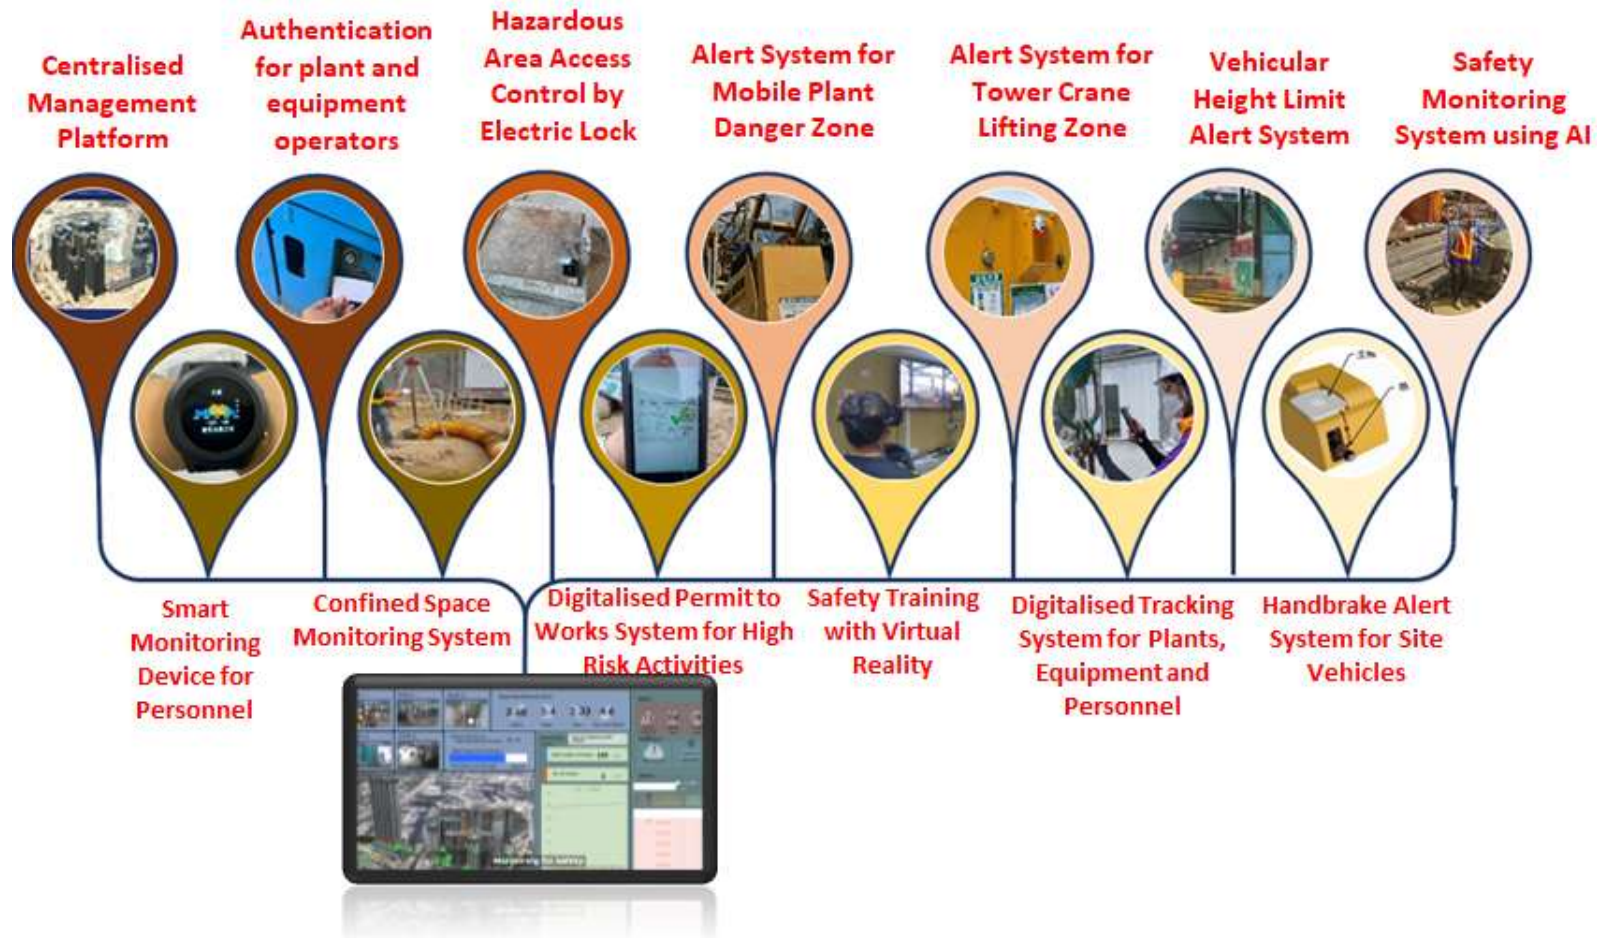 Centralised
Management
Platform
Authentication
for plant and
equipment
operators
Hazardous
Area Access
Control by
Electric Lock
Alert System for
Mobile Plant
Danger Zone
Alert System for
Tower Crane
Lifting Zone
Vehicular
Height Limit
Alert System
Safety
Monitoring
System using AI
Smart
Monitoring
Device for
Personnel
Confined Space
Monitoring System
Digitalised Permit to
Works System for High
Risk Activities
Safety Training
with Virtual
Reality
Digitalised Tracking
System for Plants,
Equipment and
Personnel
Handbrake Alert
System for Site
Vehicles